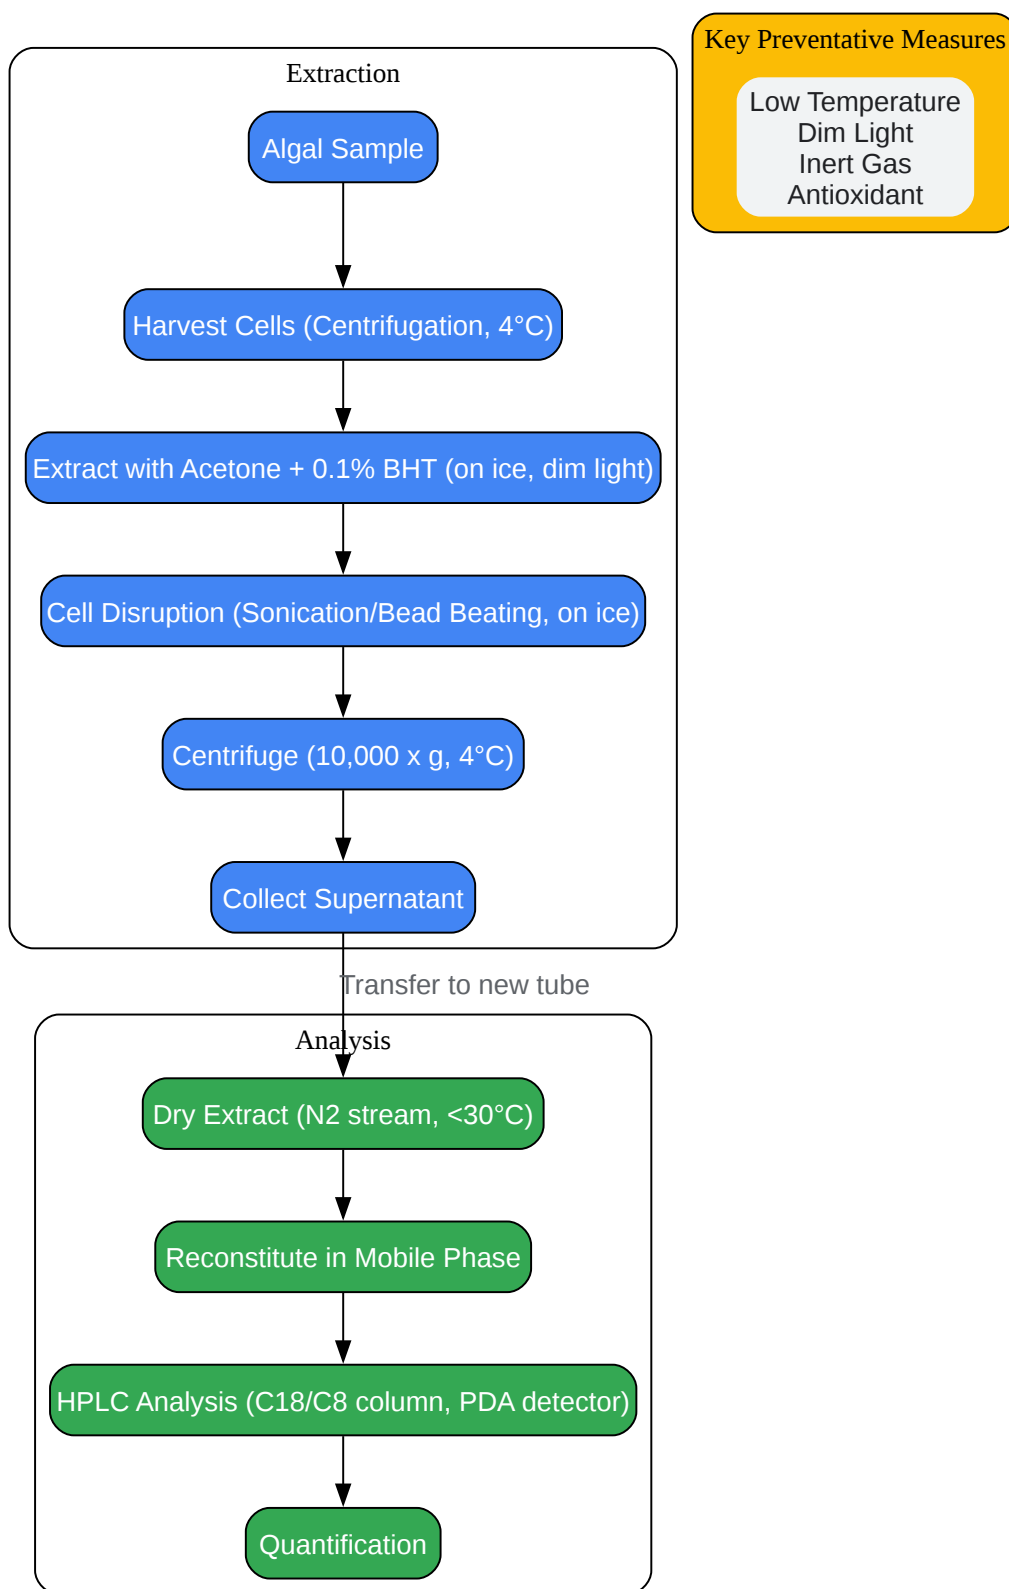 Key Preventative Measures
Low Temperature
Dim Light
Inert Gas
Antioxidant
Extraction
Algal Sample
Harvest Cells (Centrifugation, 4°C)
Extract with Acetone + 0.1% BHT (on ice, dim light)
Cell Disruption (Sonication/Bead Beating, on ice)
Centrifuge (10,000 x g, 4°C)
Collect Supernatant
Transfer to new tube
Analysis
Dry Extract (N2 stream, <30°C)
Reconstitute in Mobile Phase
HPLC Analysis (C18/C8 column, PDA detector)
Quantification